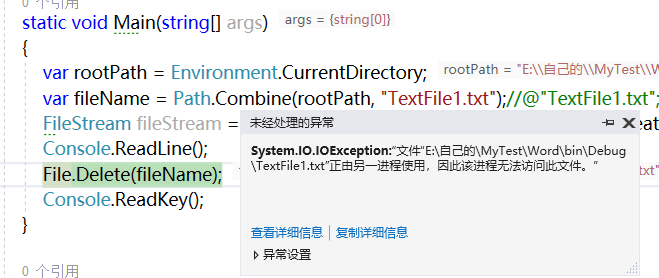 0 个引用
static void Main(string[] args) args = {string[0]}
{
var rootPath = Environment.CurrentDirectory; rootPath = "E:\\自己的\\MyTest\\W
var fileName = Path.Combine(rootPath, "TextFile1.txt");//@"TextFile1.txt";
FileStream fileStream = eat
未经处理的异常
System.IO.IOException:“文件“E:\自己的\MyTest\Word\bin\Debug
\TextFile1.txt”正由另一进程使用，因此该进程无法访问此文件。”
Console.ReadLine();
File.Delete(fileName);
Console.ReadKey();
查看详细信息 | 复制详细信息
异常设置
}
0 个引用